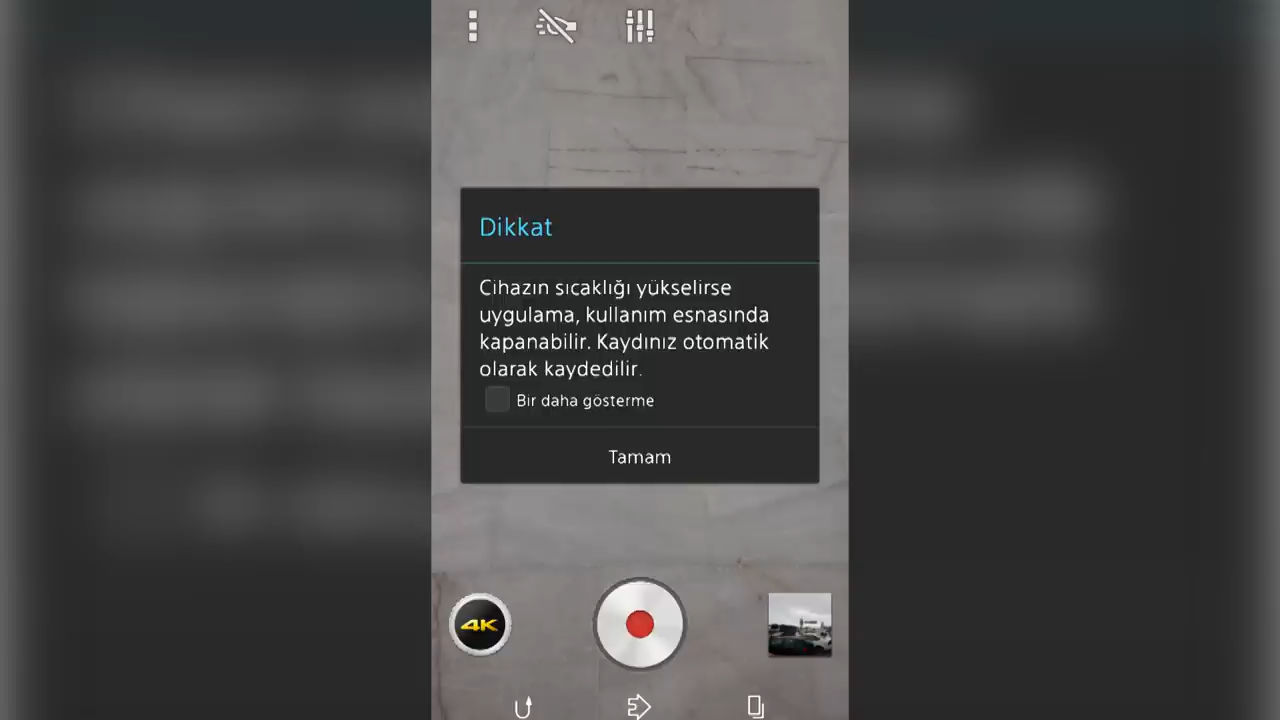 Dikkat
Cihazın sıcaklığı yükselirse
uygulama, kullanım esnasında
kapanabilir. Kaydınız otomatik
olarak kaydedilir.
Bir daha gösterme
Tamam
4K